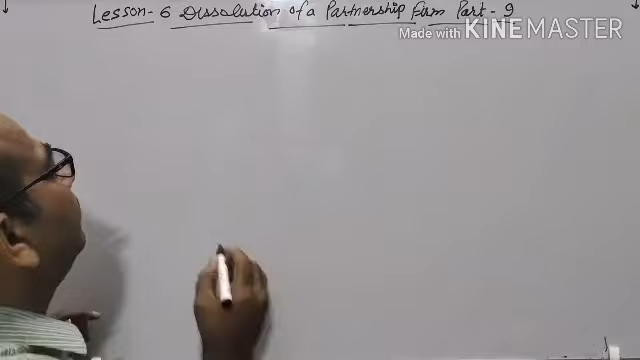 Lesson - 6 Dissolution of a Partnership firm Part - 9
Made with KINEMASTER